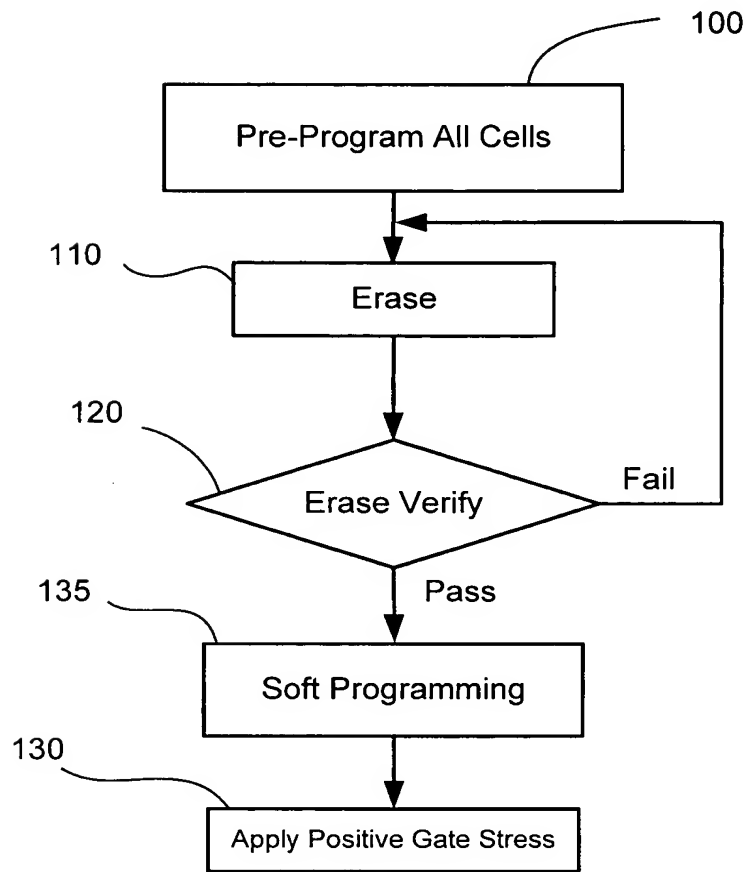 100
Pre-Program All Cells
110
Erase
120
Erase Verify
Fail
Pass
135
Soft Programming
130
Apply Positive Gate Stress